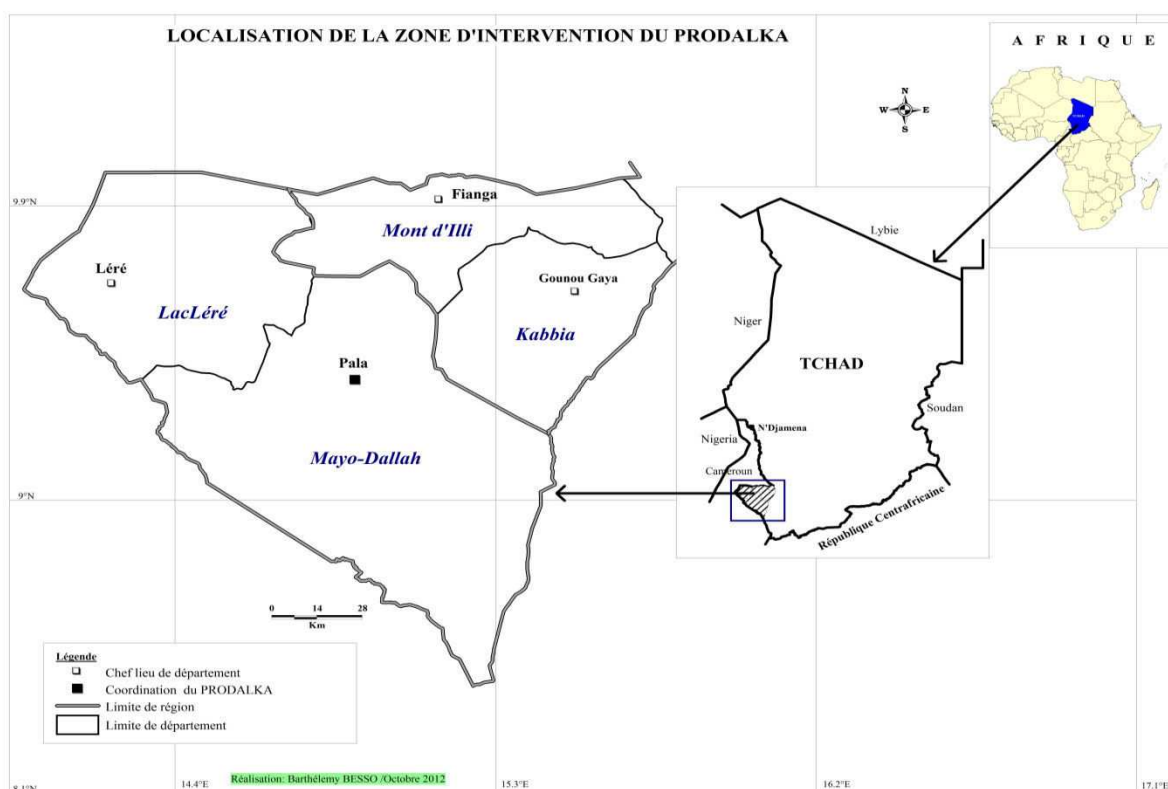 LOCALISATION DE LA ZONE D'INTERVENTION DU PRODALKA
A F R I Q U E
N
W E
S
9.9°N
Fianga
Mont d'Illi
Léré
LacLéré
Gounou Gaya
Kabbia
Pala
Mayo-Dallah
9°N
Lybie
Niger
TCHAD
Soudan
N'Djamena
Nigeria
Cameroun
République Centrafricaine
0 14 28
Km
Légende
Chef lieu de département
Coordination du PRODALKA
Limite de région
Limite de département
Réalisation: Barthélemy BESSO /Octobre 2012
8.1°N
14.4°E
15.3°E
16.2°E
17.1°E